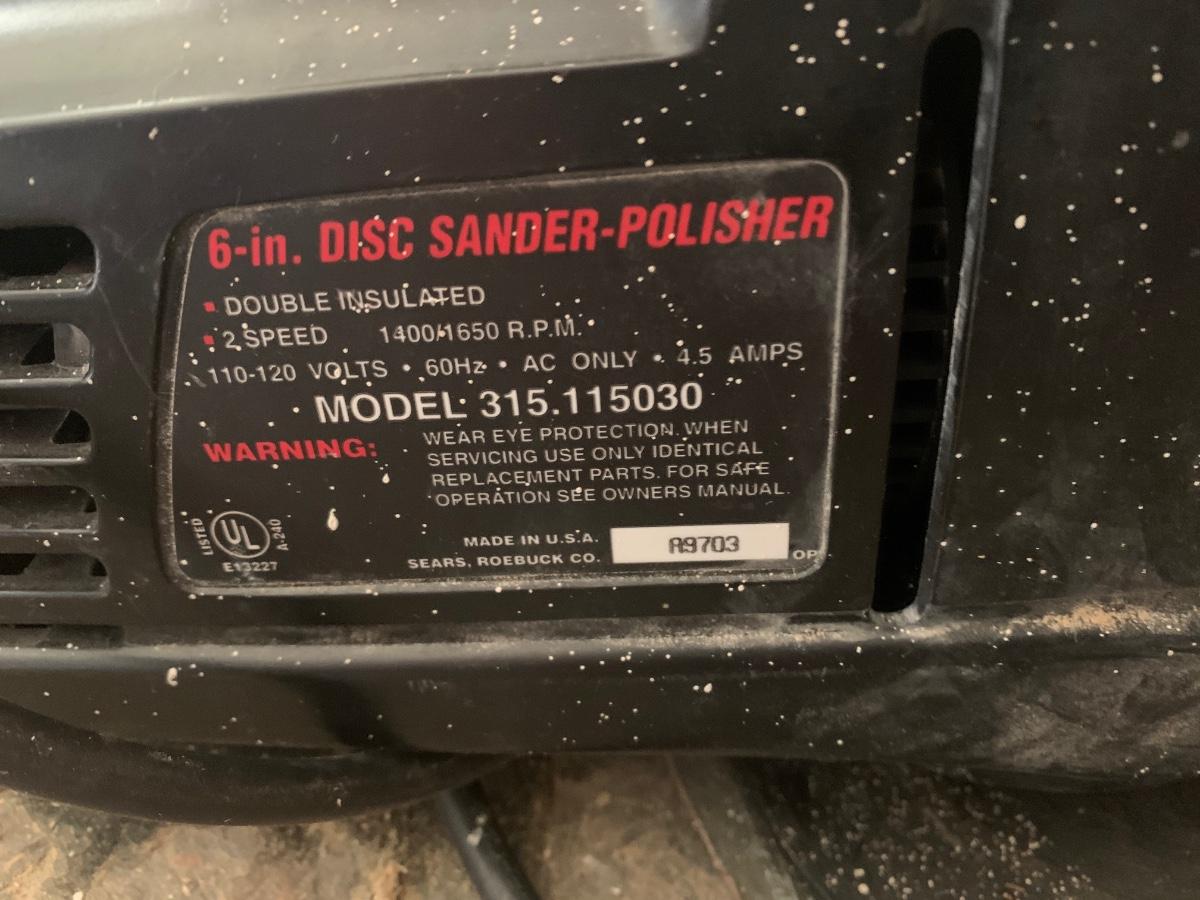 6-in. DISC SANDER-POLISHER
▪ DOUBLE INSULATED
▪ 2 SPEED 1400/1650 R.P.M.
110-120 VOLTS • 60Hz • AC ONLY • 4.5 AMPS
MODEL 315.115030
WARNING: WEAR EYE PROTECTION. WHEN
SERVICING USE ONLY IDENTICAL
REPLACEMENT PARTS. FOR SAFE
OPERATION SEE OWNERS MANUAL.
LISTED UL A-240
E13227
MADE IN U.S.A.
SEARS, ROEBUCK CO. R9703 OP